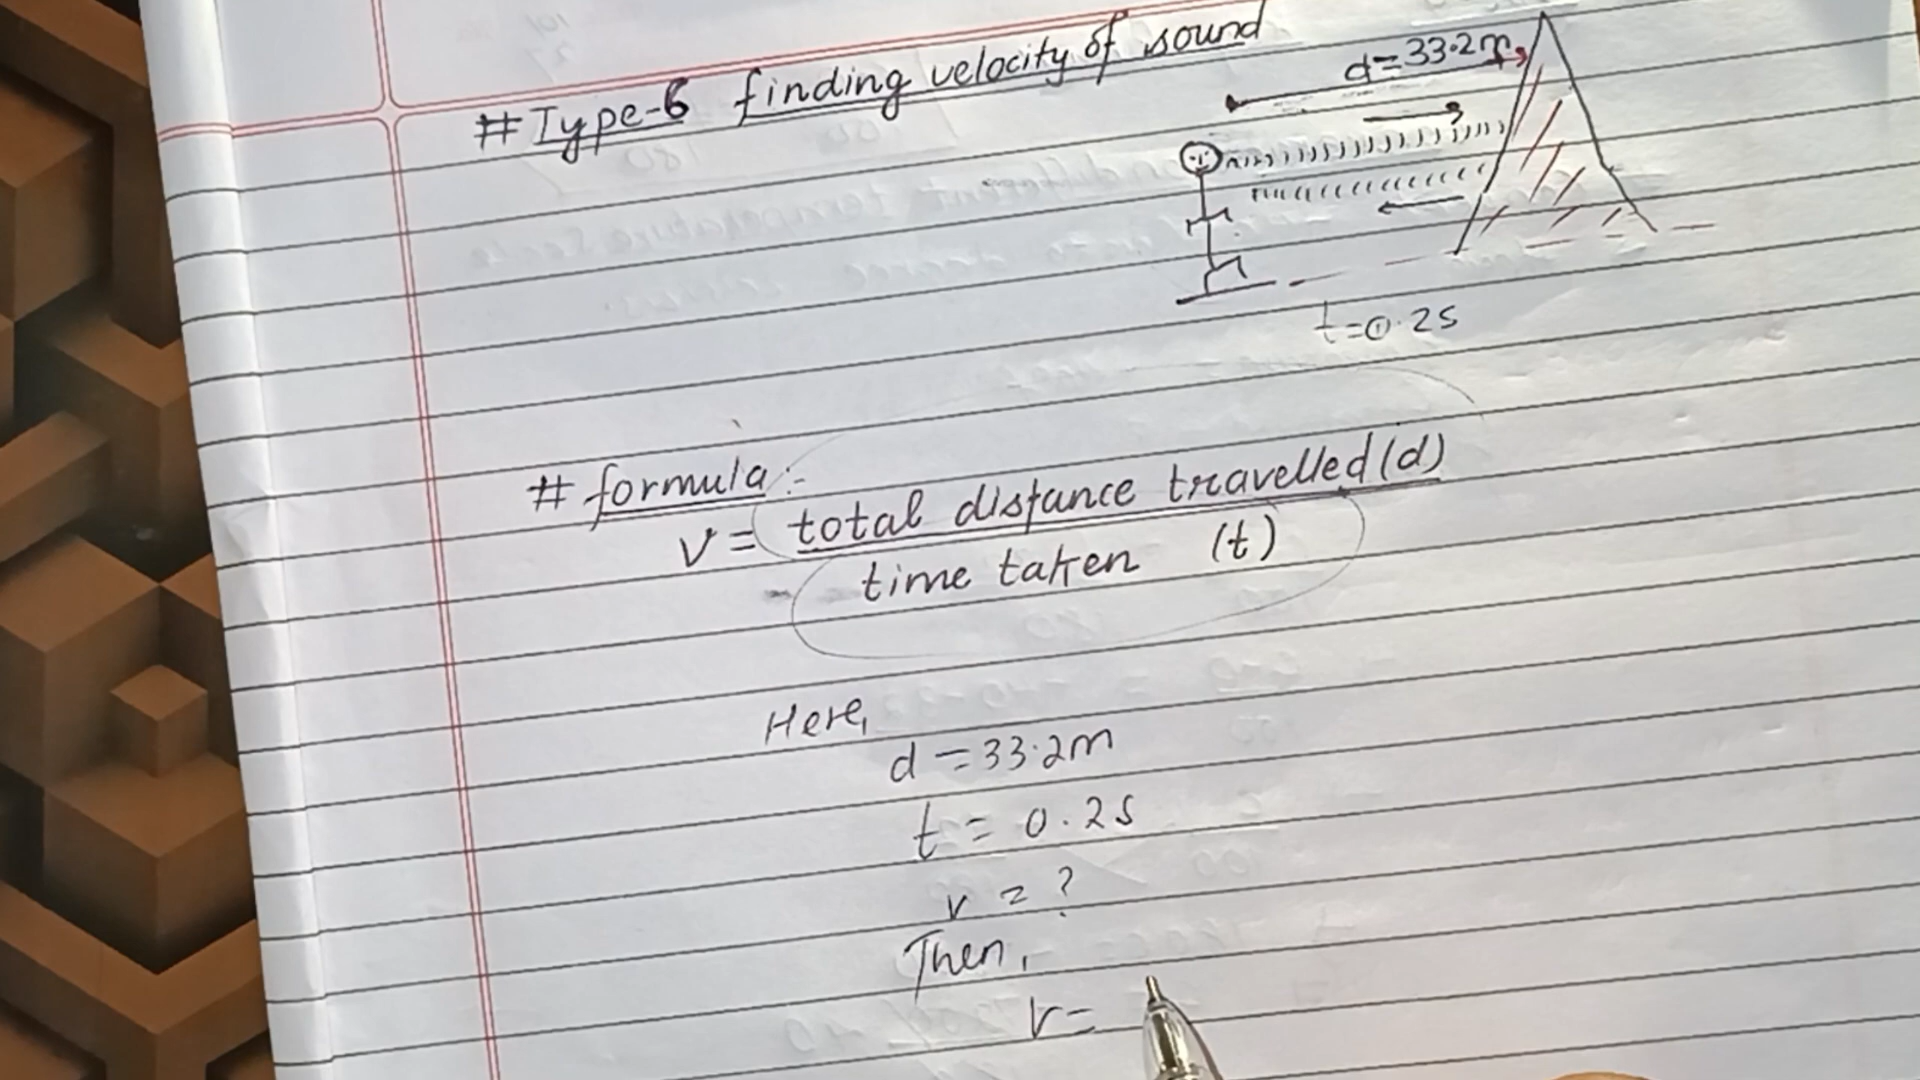 # Type-6 finding velocity of sound
d=33.2m
t=0.2s
# formula:-
v = total distance travelled (d)
time taken (t)
Here,
d = 33.2m
t = 0.2s
v = ?
Then,
v =